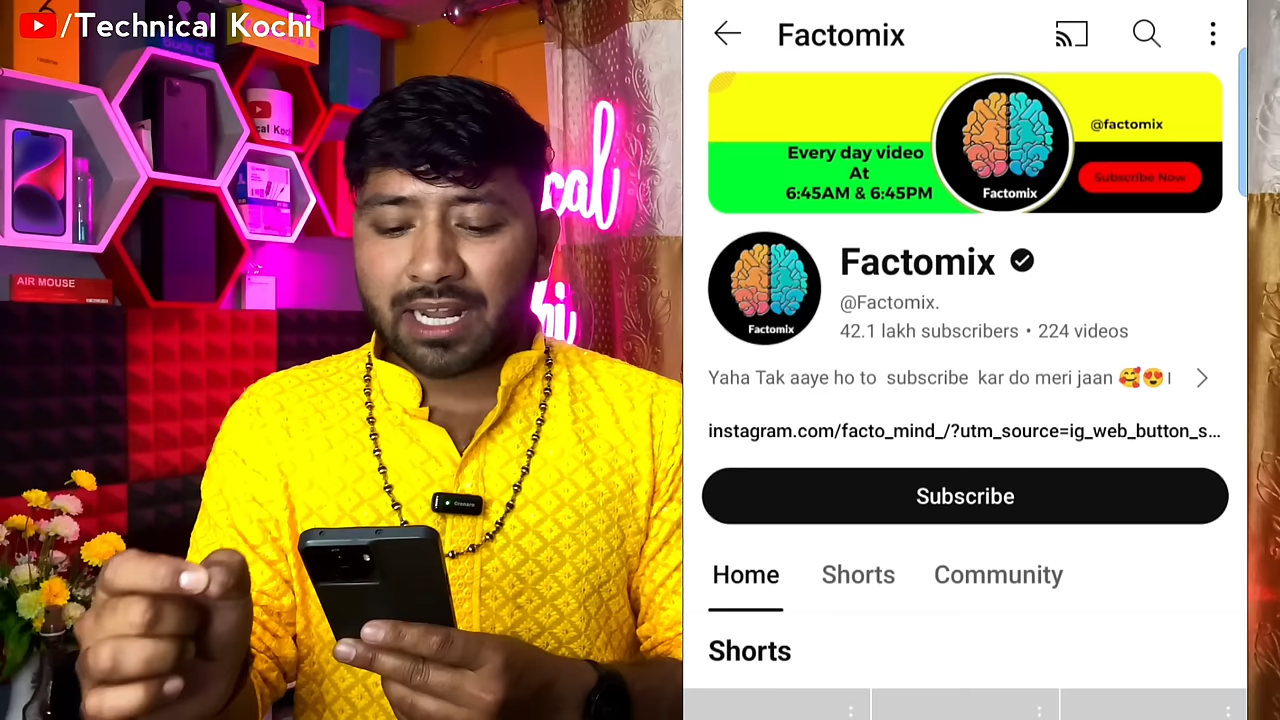 /Technical Kochi
AIR MOUSE
Factomix
Every day video
At
6:45AM & 6:45PM
Factomix
@factomix
Subscribe Now
Factomix
Factomix
@Factomix.
42.1 lakh subscribers • 224 videos
Yaha Tak aaye ho to subscribe kar do meri jaan 🥰😍।
instagram.com/facto_mind_/?utm_source=ig_web_button_s...
Subscribe
Home Shorts Community
Shorts